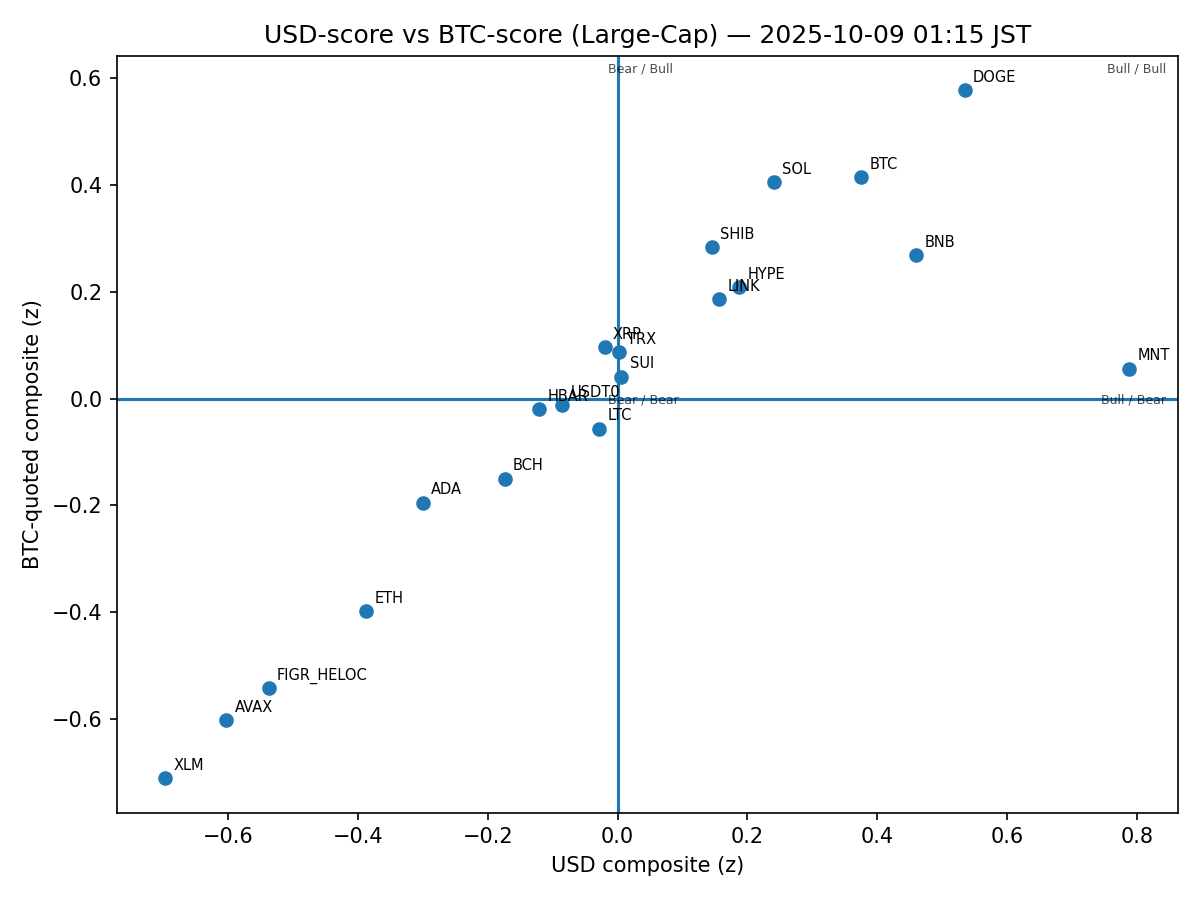 USD-score vs BTC-score (Large-Cap) — 2025-10-09 01:15 JST
Bear / Bull
Bull / Bull
DOGE
BTC
SOL
SHIB
BNB
HYPE
LINK
XRP
TRX
SUI
MNT
USDT0
HBAR
Bear / Bear
Bull / Bear
LTC
BCH
ADA
ETH
FIGR_HELOC
AVAX
XLM
0.6
0.4
0.2
0.0
−0.2
−0.4
−0.6
BTC-quoted composite (z)
−0.6
−0.4
−0.2
0.0
0.2
0.4
0.6
0.8
USD composite (z)